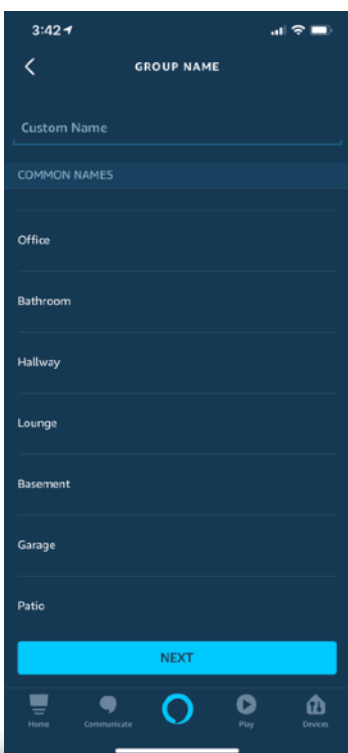 3:42
GROUP NAME
Custom Name
COMMON NAMES
Office
Bathroom
Hallway
Lounge
Basement
Garage
Patio
NEXT
Home Communicate Play Devices